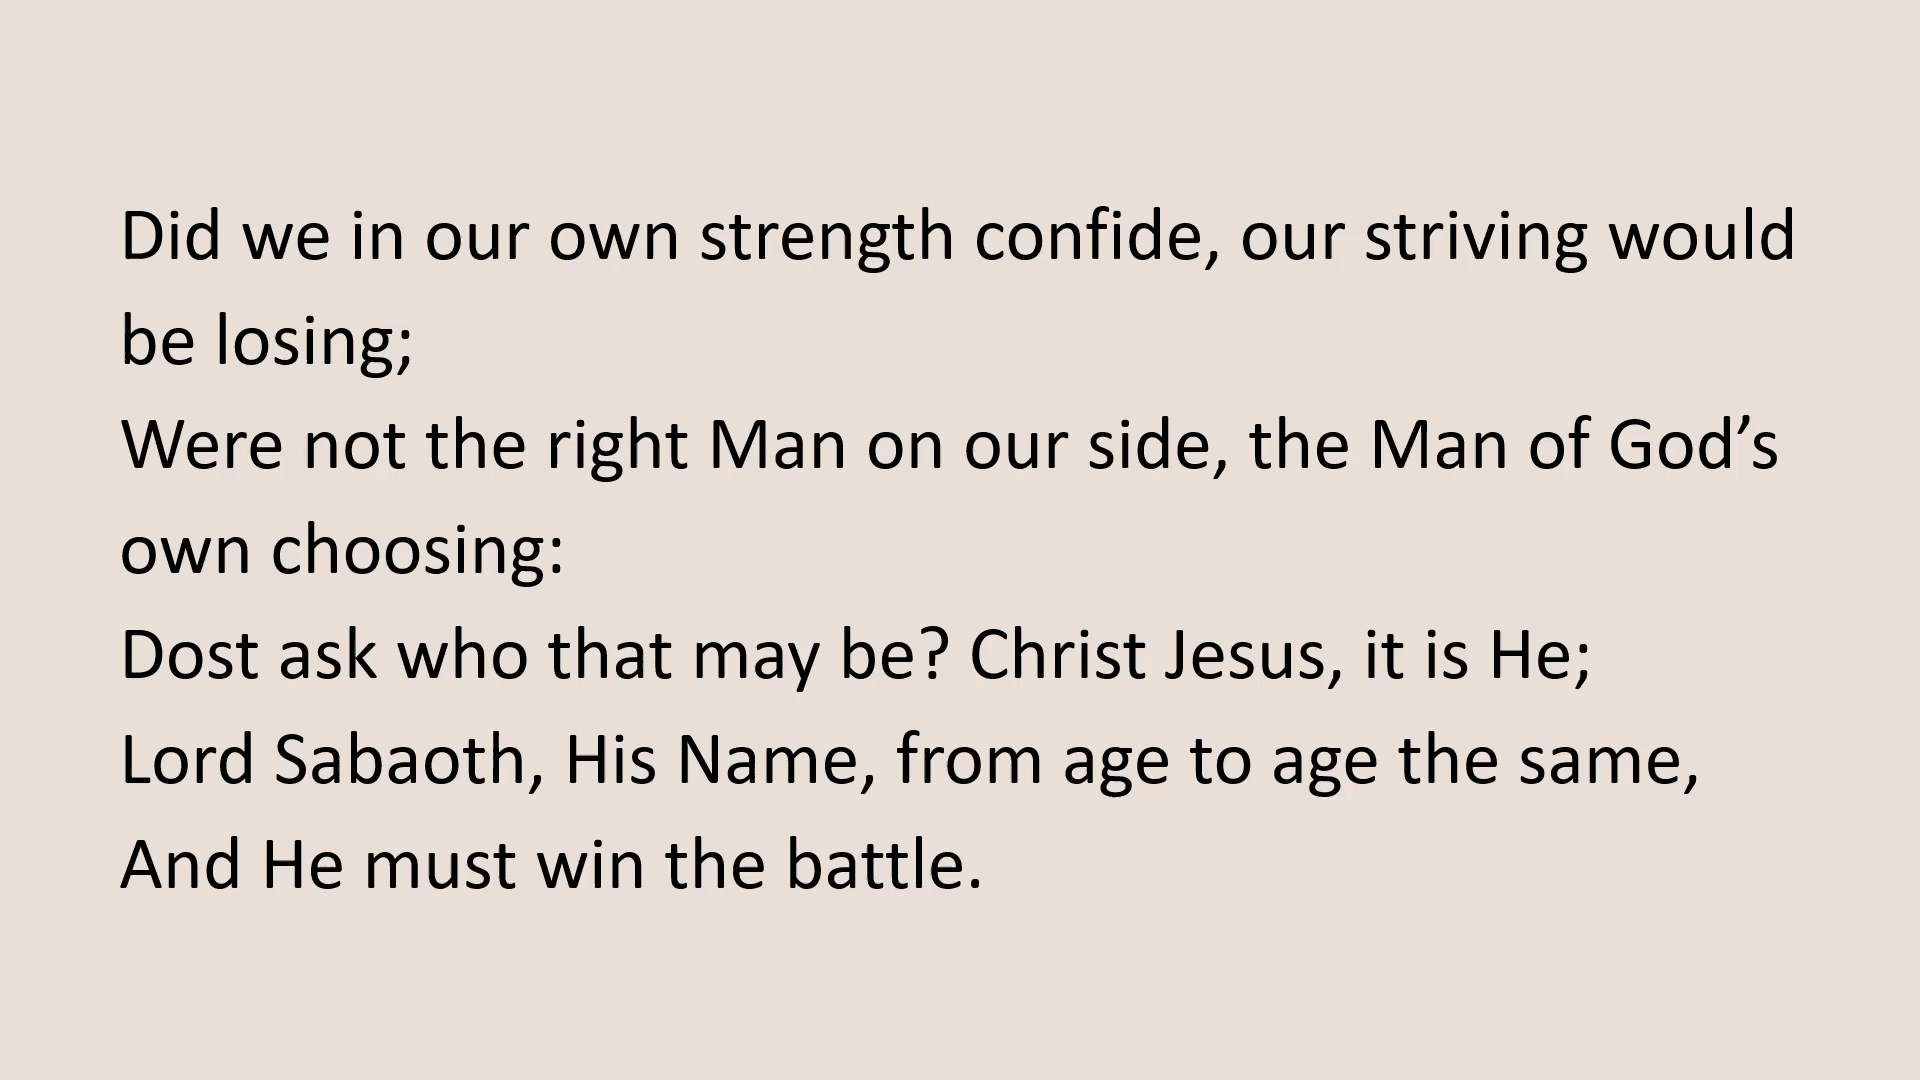 Did we in our own strength confide, our striving would
be losing;
Were not the right Man on our side, the Man of God’s
own choosing:
Dost ask who that may be? Christ Jesus, it is He;
Lord Sabaoth, His Name, from age to age the same,
And He must win the battle.